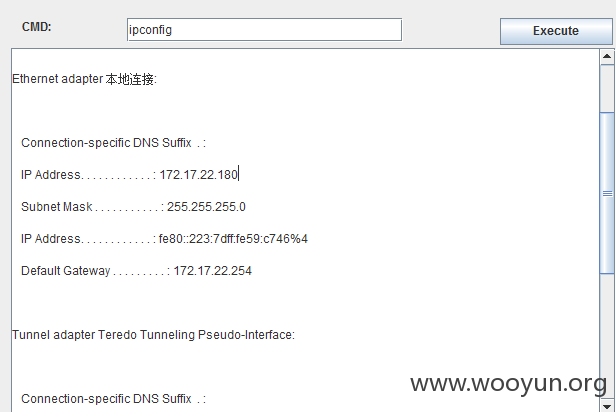 CMD:
ipconfig
Execute
Ethernet adapter 本地连接:
Connection-specific DNS Suffix . :
IP Address. . . . . . . . . . . . : 172.17.22.180
Subnet Mask . . . . . . . . . . . : 255.255.255.0
IP Address. . . . . . . . . . . . : fe80::223:7dff:fe59:c746%4
Default Gateway . . . . . . . . . : 172.17.22.254
Tunnel adapter Teredo Tunneling Pseudo-Interface:
Connection-specific DNS Suffix . :
www.wooyun.org